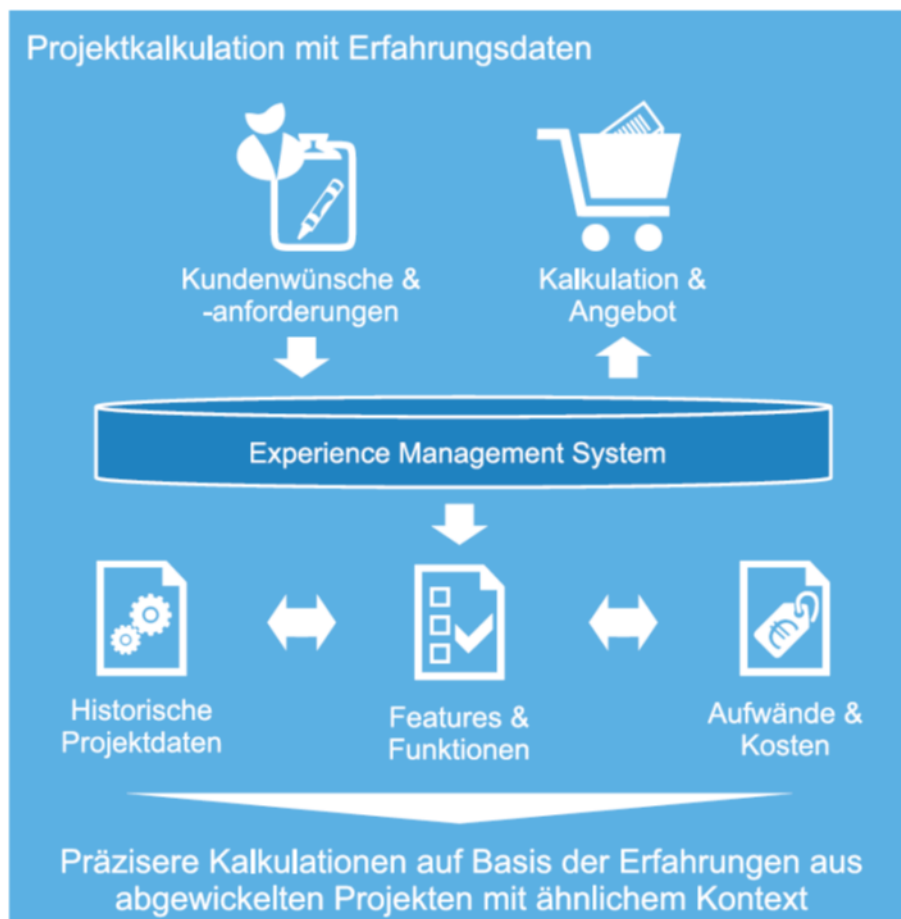 Projektkalkulation mit Erfahrungsdaten
Kundenwünsche &
-anforderungen
Kalkulation &
Angebot
Experience Management System
Historische
Projektdaten
Features &
Funktionen
Aufwände &
Kosten
Präzisere Kalkulationen auf Basis der Erfahrungen aus
abgewickelten Projekten mit ähnlichem Kontext